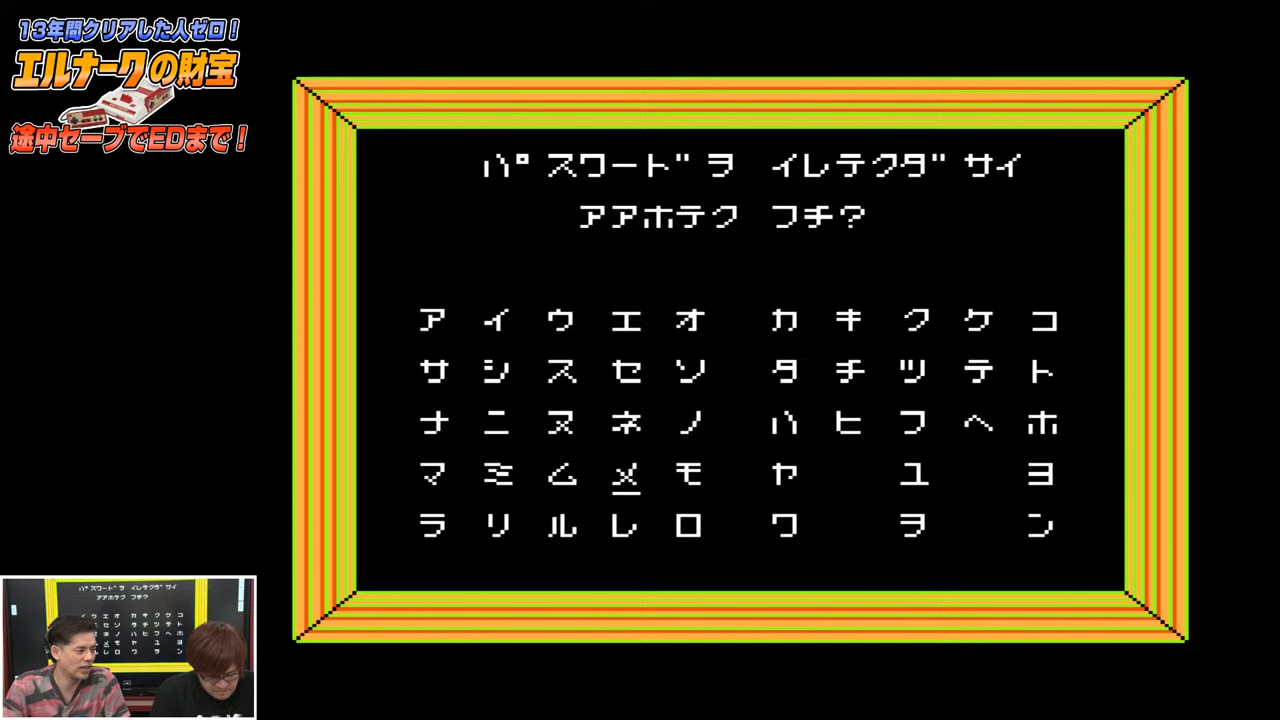 13年間クリアした人ゼロ！
エルナークの財宝
途中セーブでEDまで！
パスワードヲ イレテクダサイ
アアホテク フチ?
ア イ ウ エ オ カ キ ク ケ コ
サ シ ス セ ソ タ チ ツ テ ト
ナ ニ ヌ ネ ノ ハ ヒ フ ヘ ホ
マ ミ ム メ モ ヤ ユ ヨ
ラ リ ル レ ロ ワ ヲ ン